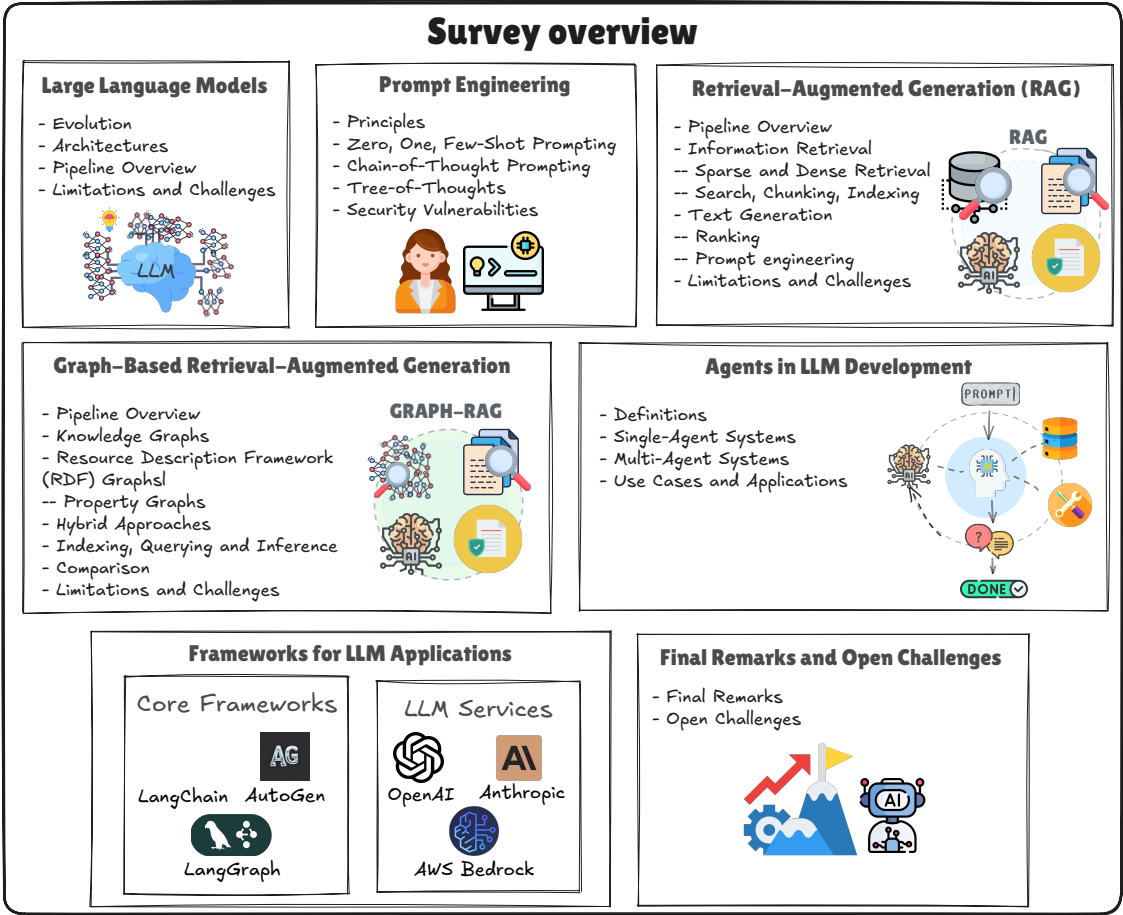 Survey overview
Large Language Models
- Evolution
- Architectures
- Pipeline Overview
- Limitations and Challenges
LLM
Prompt Engineering
- Principles
- Zero, One, Few-Shot Prompting
- Chain-of-Thought Prompting
- Tree-of-Thoughts
- Security Vulnerabilities
Retrieval-Augmented Generation (RAG)
- Pipeline Overview
- Information Retrieval
-- Sparse and Dense Retrieval
-- Search, Chunking, Indexing
- Text Generation
-- Ranking
-- Prompt engineering
- Limitations and Challenges
RAG
AI
Graph-Based Retrieval-Augmented Generation
- Pipeline Overview
- Knowledge Graphs
- Resource Description Framework
(RDF) Graphsl
-- Property Graphs
- Hybrid Approaches
- Indexing, Querying and Inference
- Comparison
- Limitations and Challenges
GRAPH-RAG
AI
Agents in LLM Development
- Definitions
- Single-Agent Systems
- Multi-Agent Systems
- Use Cases and Applications
PROMPT
AI
AI
?
DONE
Frameworks for LLM Applications
Core Frameworks
AG
LangChain AutoGen
LangGraph
LLM Services
AI
OpenAI Anthropic
AWS Bedrock
Final Remarks and Open Challenges
- Final Remarks
- Open Challenges
AI